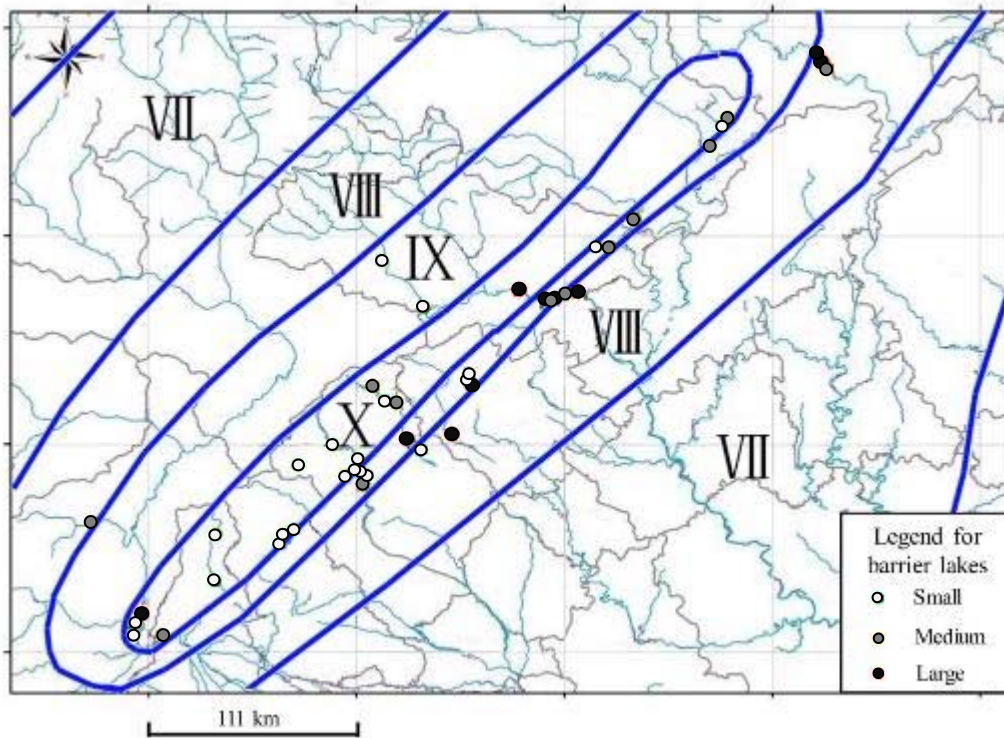 VII
VIII
IX
VIII
X
VII
Legend for
barrier lakes
Small
Medium
Large
111 km